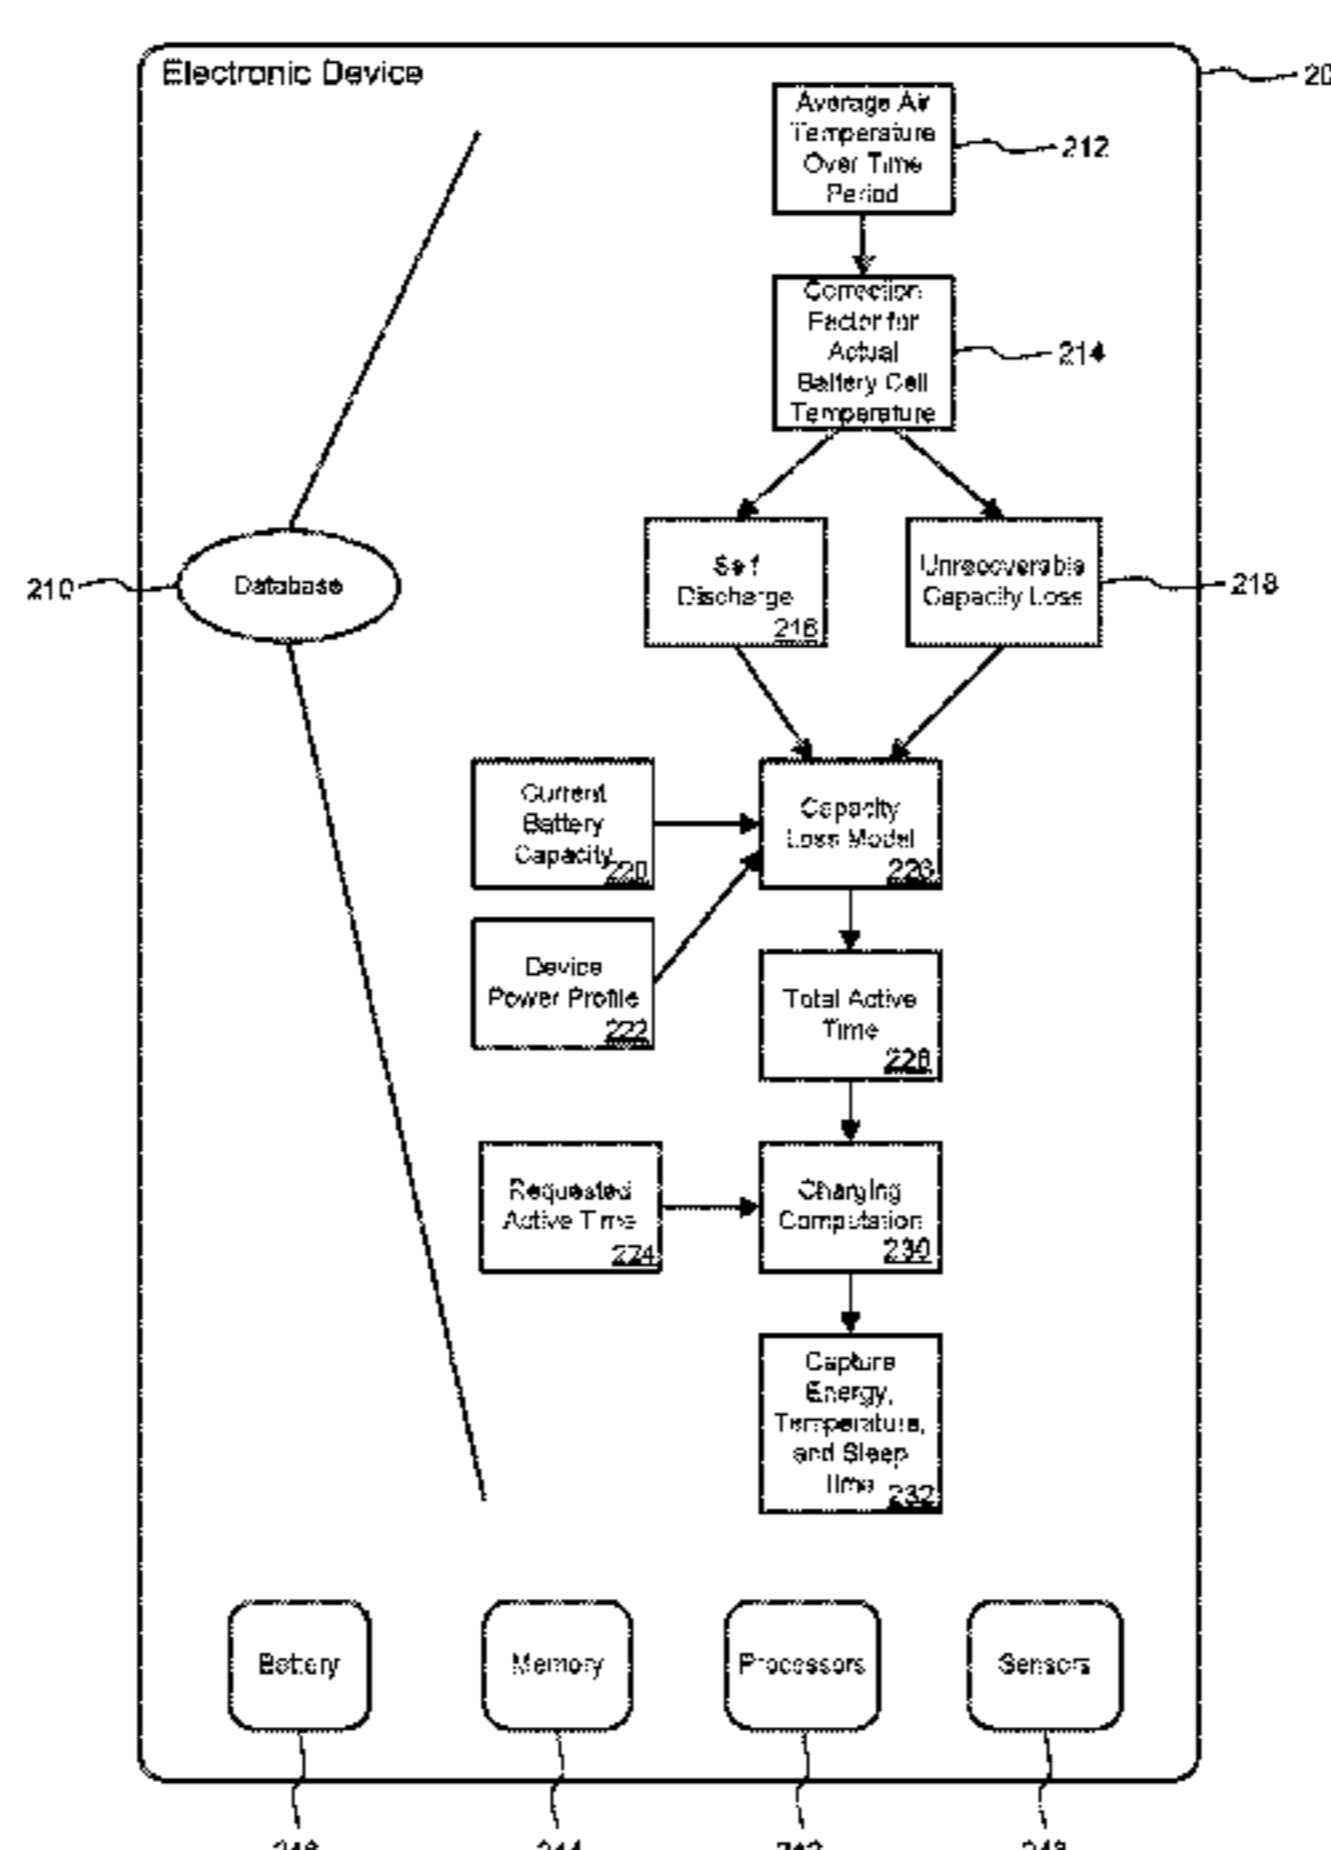 Electronic Device
Average Air
Temperature
Over Time
Period
212
Correction
Factor for
Actual
Battery Cell
Temperature
214
Self
Discharge
216
Unrecoverable
Capacity Loss
218
210
Database
Current
Battery
Capacity
220
Capacity
Loss Model
226
Device
Power Profile
222
Total Active
Time
228
Requested
Active Time
224
Charging
Computation
230
Capture
Energy,
Temperature,
and Sleep
Time
232
Battery
Memory
Processors
Sensors